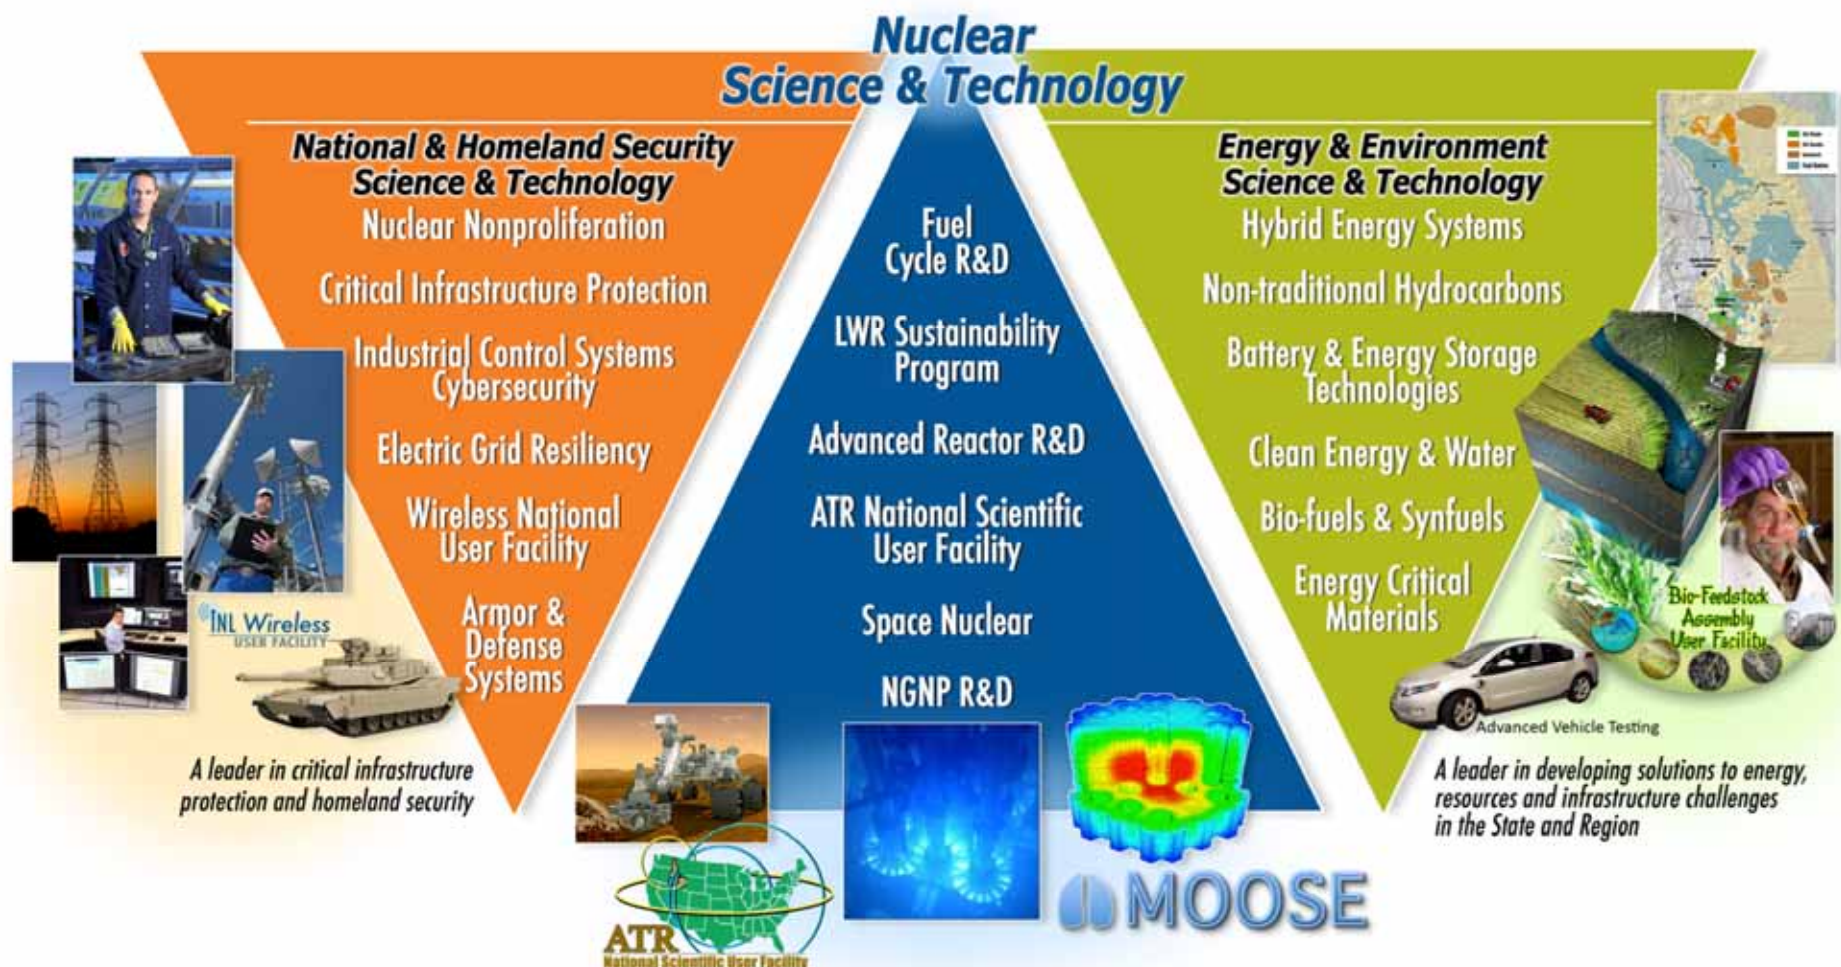 Nuclear
Science & Technology
National & Homeland Security
Science & Technology
Nuclear Nonproliferation
Critical Infrastructure Protection
Industrial Control Systems
Cybersecurity
Electric Grid Resiliency
Wireless National
User Facility
Armor &
Defense
Systems
INL Wireless
USER FACILITY
A leader in critical infrastructure
protection and homeland security
Fuel
Cycle R&D
LWR Sustainability
Program
Advanced Reactor R&D
ATR National Scientific
User Facility
Space Nuclear
NGNP R&D
ATR
National Scientific User Facility
MOOSE
Energy & Environment
Science & Technology
Hybrid Energy Systems
Non-traditional Hydrocarbons
Battery & Energy Storage
Technologies
Clean Energy & Water
Bio-fuels & Synfuels
Energy Critical
Materials
Bio-Feedstock
Assembly
User Facility
Advanced Vehicle Testing
A leader in developing solutions to energy,
resources and infrastructure challenges
in the State and Region